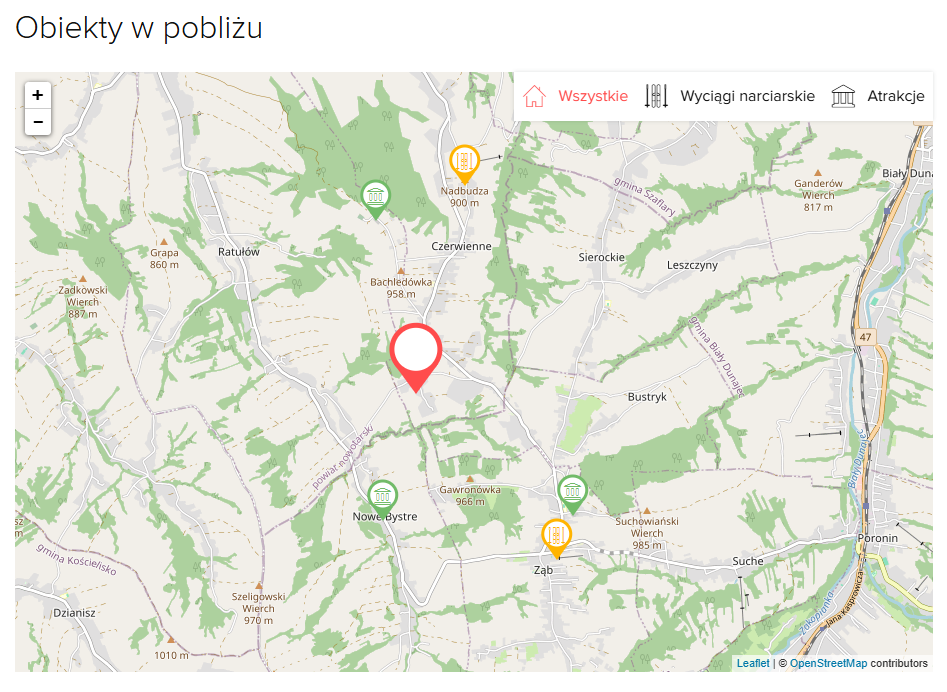 Obiekty w pobliżu
+
−
Wszystkie
Wyciągi narciarskie
Atrakcje
Nadbudza
900 m
gmina Szaflary
Ganderów
Wierch
817 m
Biały Duna
Czerwienne
Grapa
860 m
Ratułów
Sierockie
Leszczyny
Bachledówka
958 m
Zadkowski
Wierch
887 m
gmina Biały Dunajec
47
Bustryk
powiat nowotarski
Biały Dunajec
Gawronówka
966 m
Nowe Bystre
Suchowiański
Wierch
985 m
sz
m
Poronin
gmina Kościelisko
Ząb
Suche
Szeligowski
Wierch
970 m
Dzianisz
Zakopianka
Jana Kasprowicza
1010 m
Leaflet | © OpenStreetMap contributors